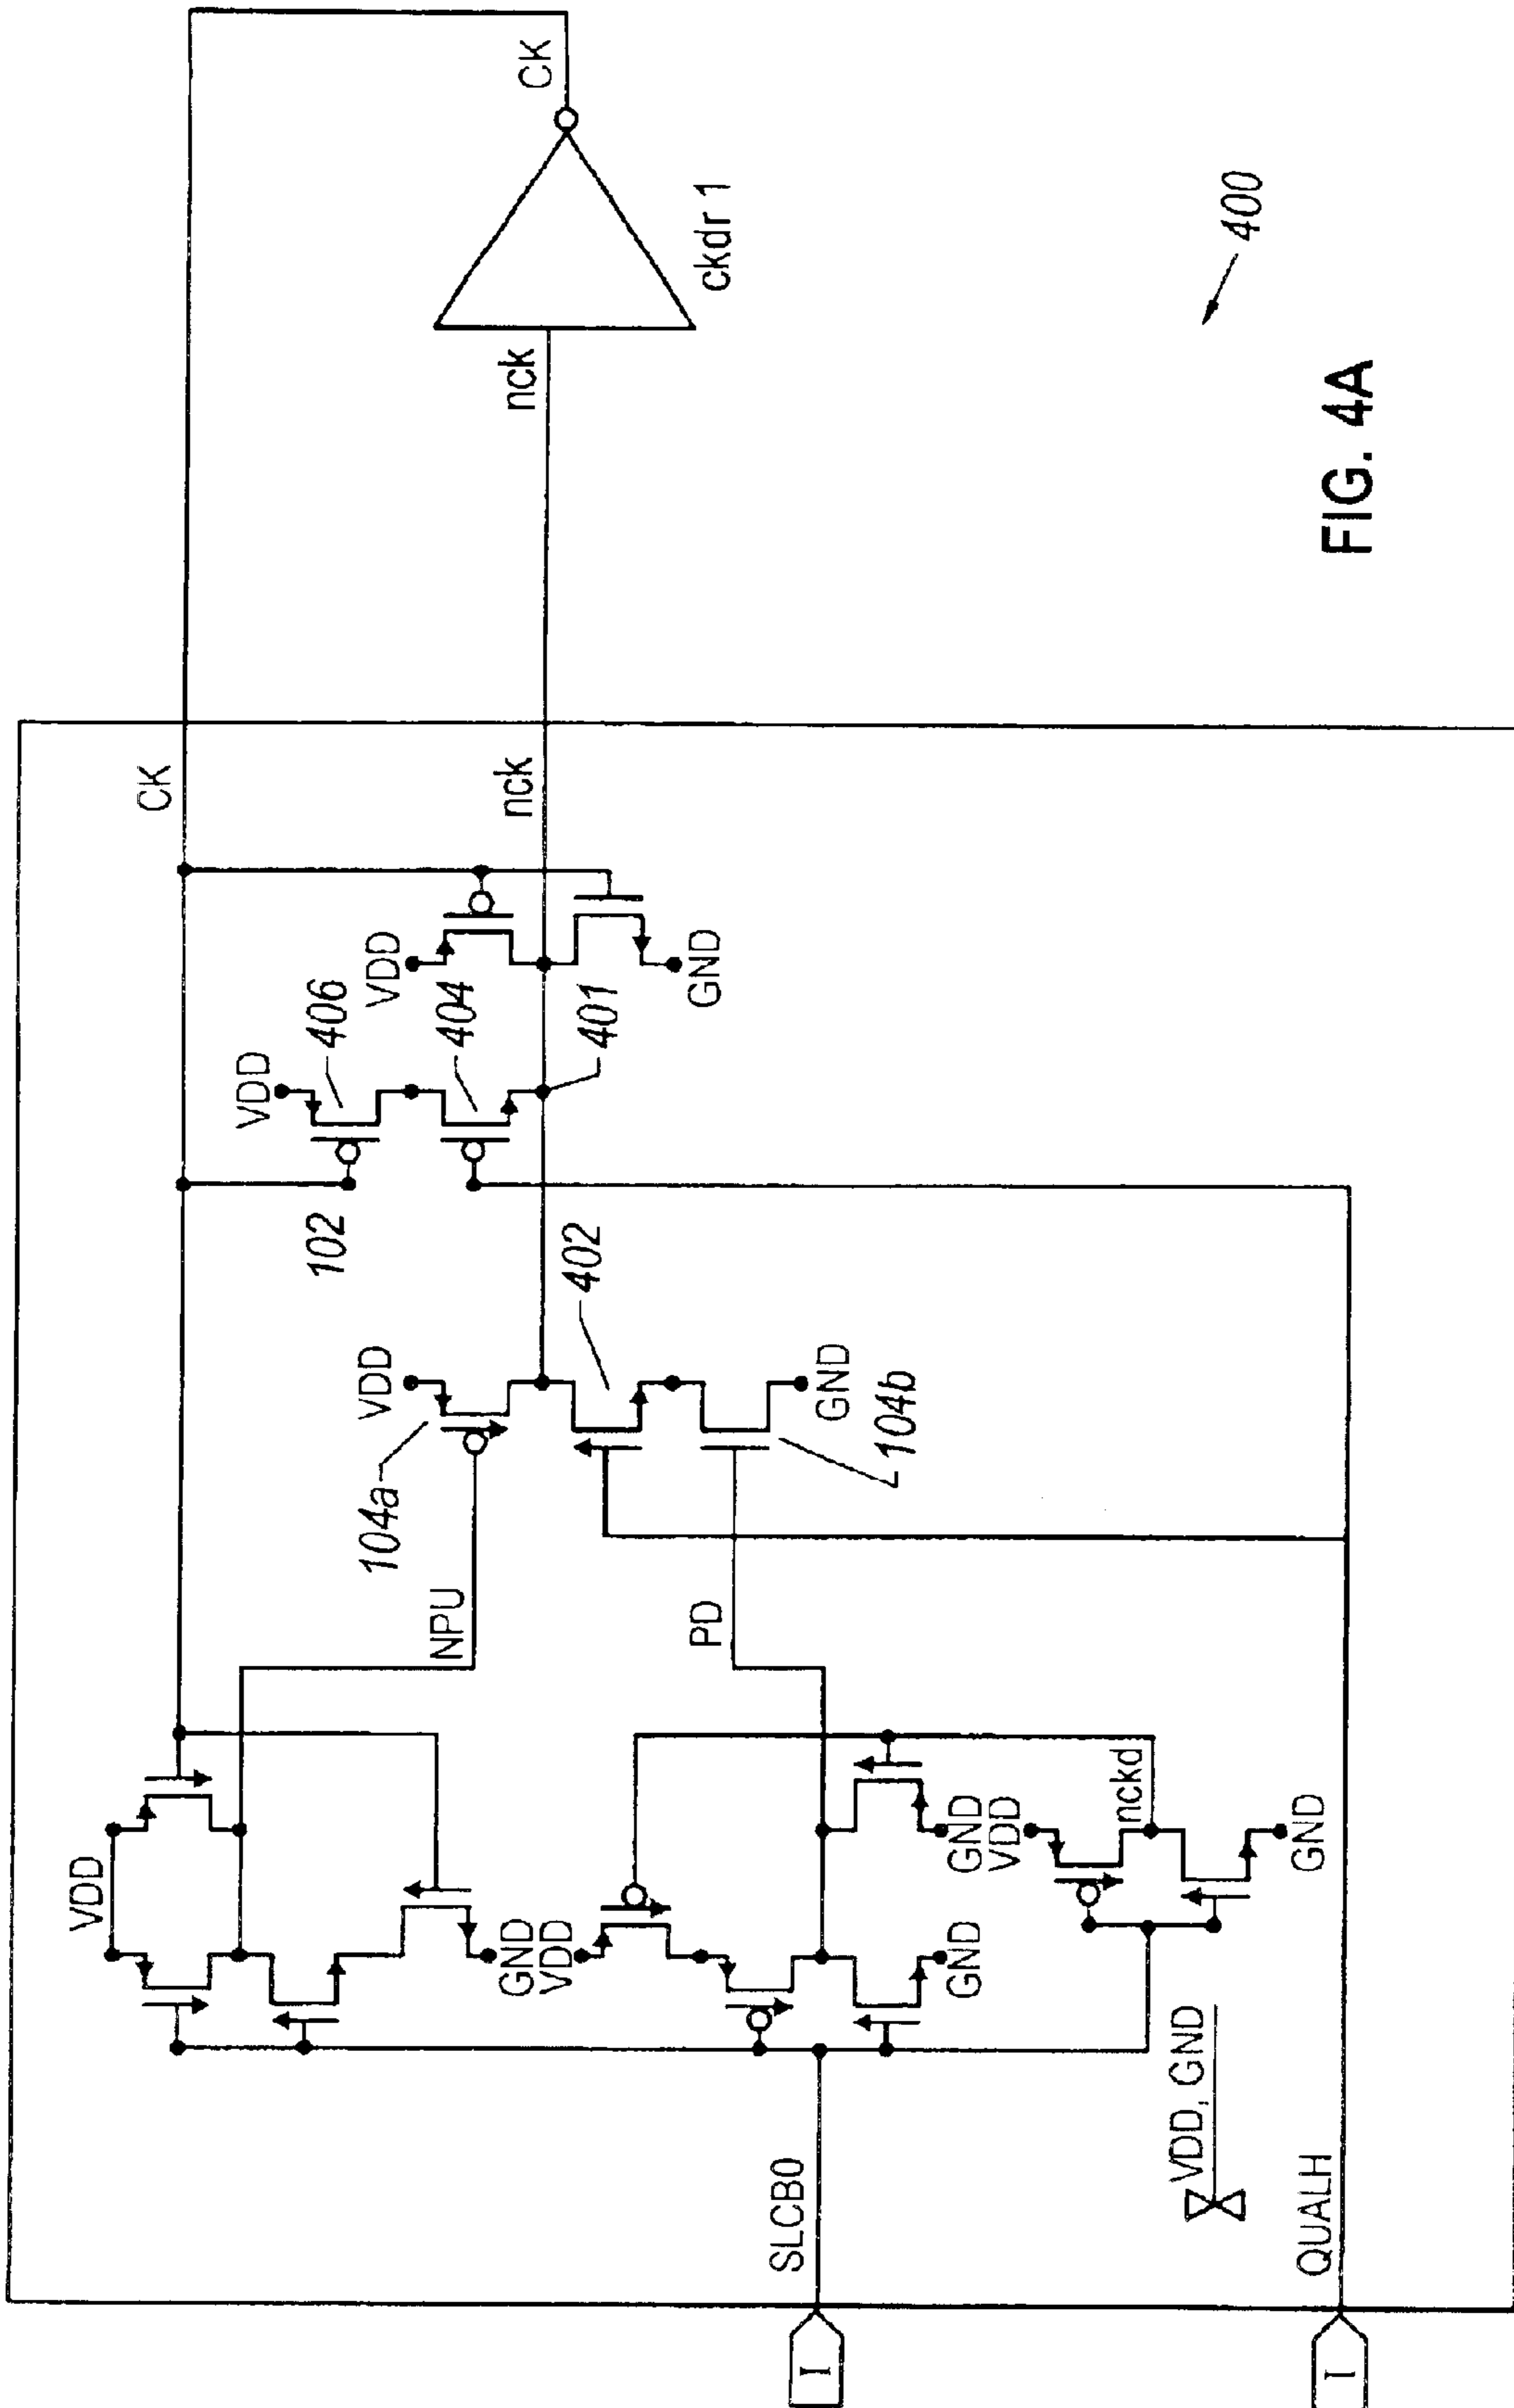 I
SLCB0
I
QUALH
VDD, GND
VDD
GND
VDD
GND
GND
VDD
nckd
GND
NPU
PD
104a
VDD
402
GND
104b
102
VDD
406
404
401
VDD
GND
CK
nck
nck
CK
ckdr 1
400
FIG. 4A